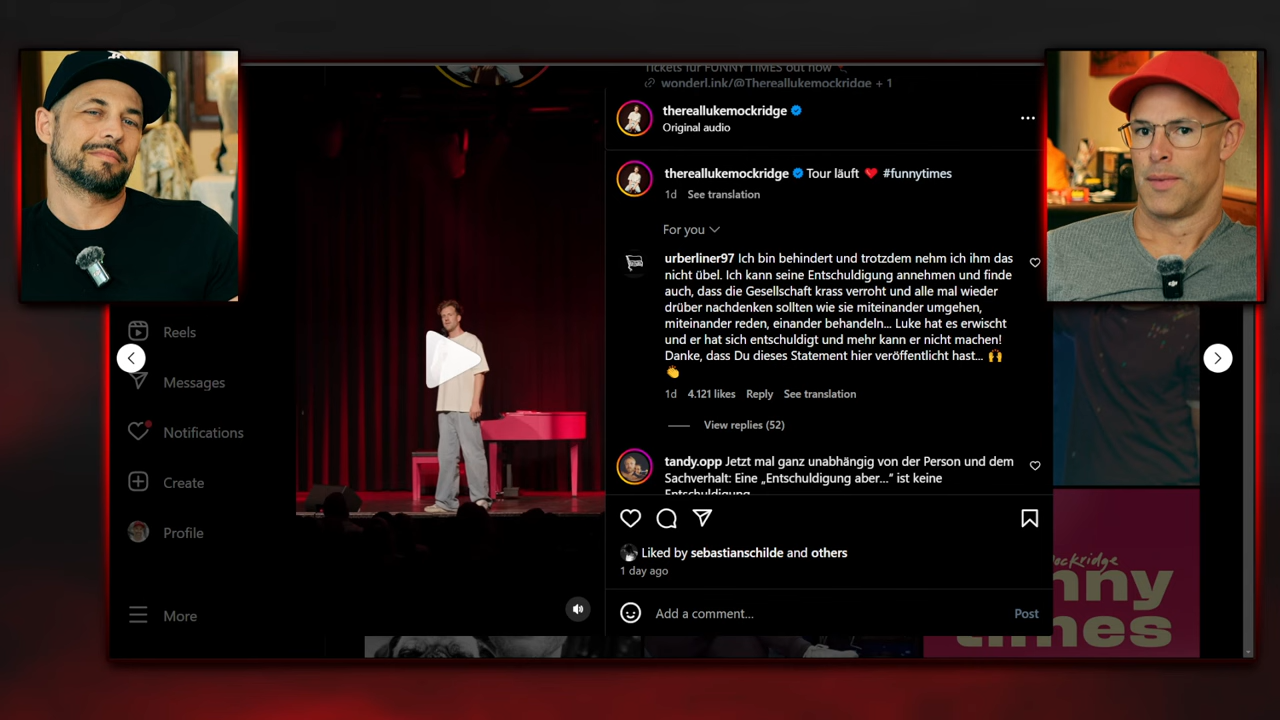 Tickets für FUNNY TIMES out now
wonderl.ink/@Thereallukemockridge + 1
thereallukemockridge
Original audio
thereallukemockridge Tour läuft ❤️ #funnytimes
1d See translation
For you
urberliner97 Ich bin behindert und trotzdem nehm ich ihm das
nicht übel. Ich kann seine Entschuldigung annehmen und finde
auch, dass die Gesellschaft krass verroht und alle mal wieder
drüber nachdenken sollten wie sie miteinander umgehen,
miteinander reden, einander behandeln... Luke hat es erwischt
und er hat sich entschuldigt und mehr kann er nicht machen!
Danke, dass Du dieses Statement hier veröffentlicht hast... 🙌
👏
1d 4.121 likes Reply See translation
View replies (52)
tandy.opp Jetzt mal ganz unabhängig von der Person und dem
Sachverhalt: Eine „Entschuldigung aber...“ ist keine
Entschuldigung
Liked by sebastianschilde and others
1 day ago
Add a comment... Post
Reels
Messages
Notifications
Create
Profile
More
ockridge
nny
times